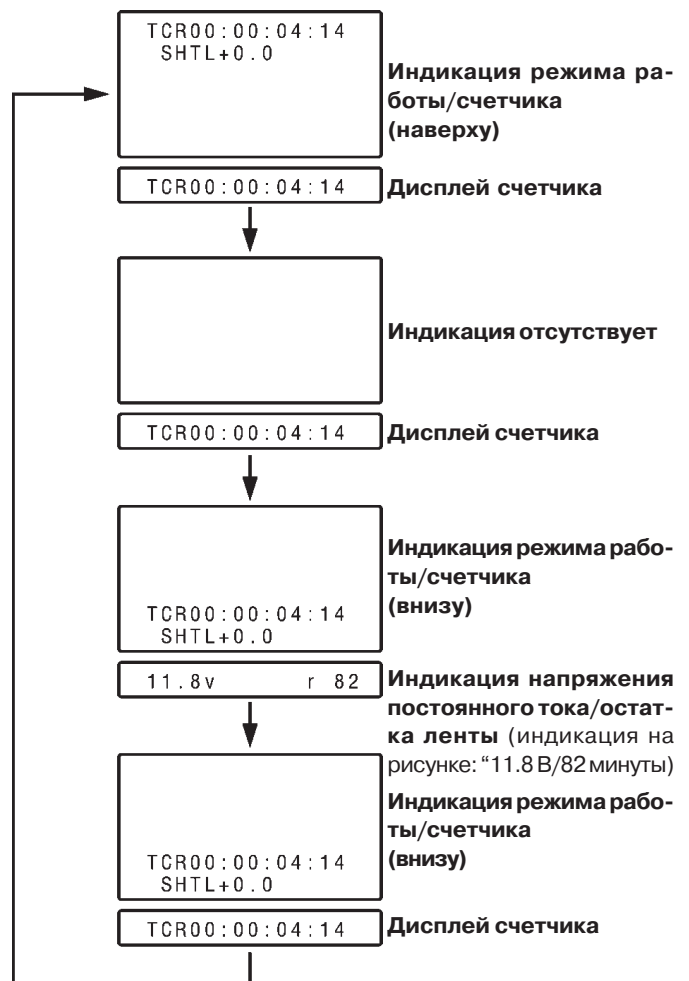 TCR00:00:04:14
SHTL+0.0
Индикация режима ра-
боты/счетчика
(наверху)
TCR00:00:04:14
Дисплей счетчика
Индикация отсутствует
TCR00:00:04:14
Дисплей счетчика
Индикация режима рабо-
ты/счетчика
(внизу)
TCR00:00:04:14
SHTL+0.0
11.8v r 82
Индикация напряжения
постоянного тока/остат-
ка ленты (индикация на
рисунке: “11.8 В/82 минуты)
Индикация режима рабо-
ты/счетчика
(внизу)
TCR00:00:04:14
SHTL+0.0
TCR00:00:04:14
Дисплей счетчика